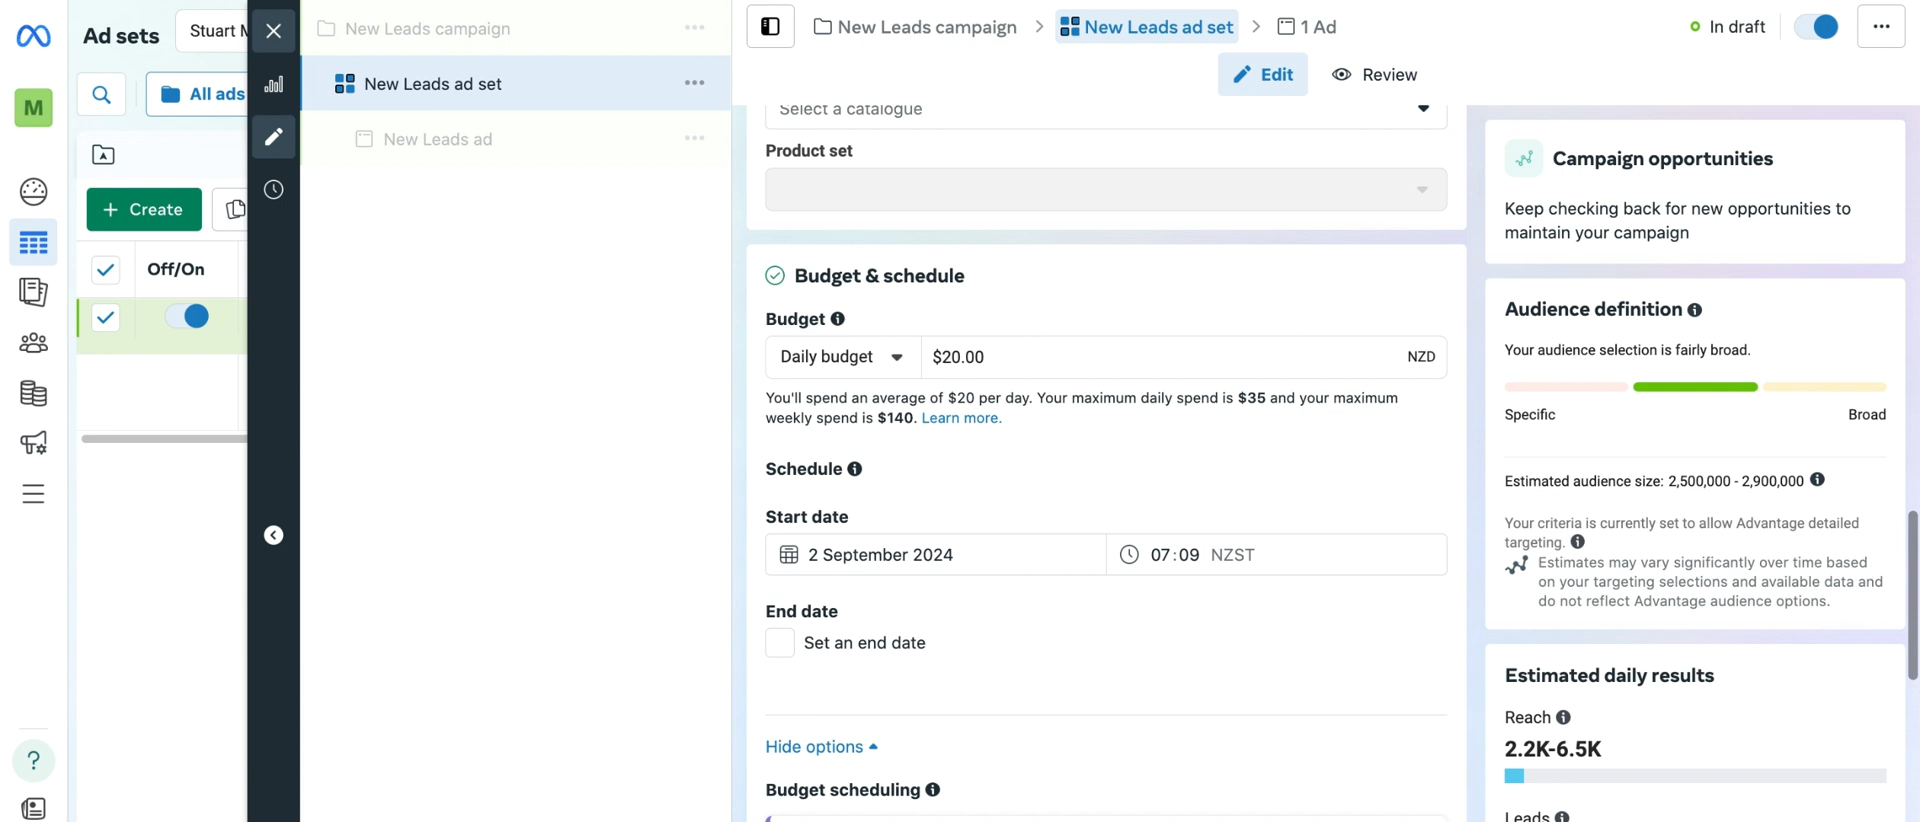 Ad sets
Stuart M
M
All ads
+ Create
Off/On
?
New Leads campaign
New Leads ad set
New Leads ad
New Leads campaign > New Leads ad set > 1 Ad
In draft
Edit
Review
Select a catalogue
Product set
Budget & schedule
Budget
Daily budget
$20.00
NZD
You'll spend an average of $20 per day. Your maximum daily spend is $35 and your maximum
weekly spend is $140. Learn more.
Schedule
Start date
2 September 2024
07:09 NZST
End date
Set an end date
Hide options
Budget scheduling
Campaign opportunities
Keep checking back for new opportunities to
maintain your campaign
Audience definition
Your audience selection is fairly broad.
Specific
Broad
Estimated audience size: 2,500,000 - 2,900,000
Your criteria is currently set to allow Advantage detailed
targeting.
Estimates may vary significantly over time based
on your targeting selections and available data and
do not reflect Advantage audience options.
Estimated daily results
Reach
2.2K-6.5K
Leads